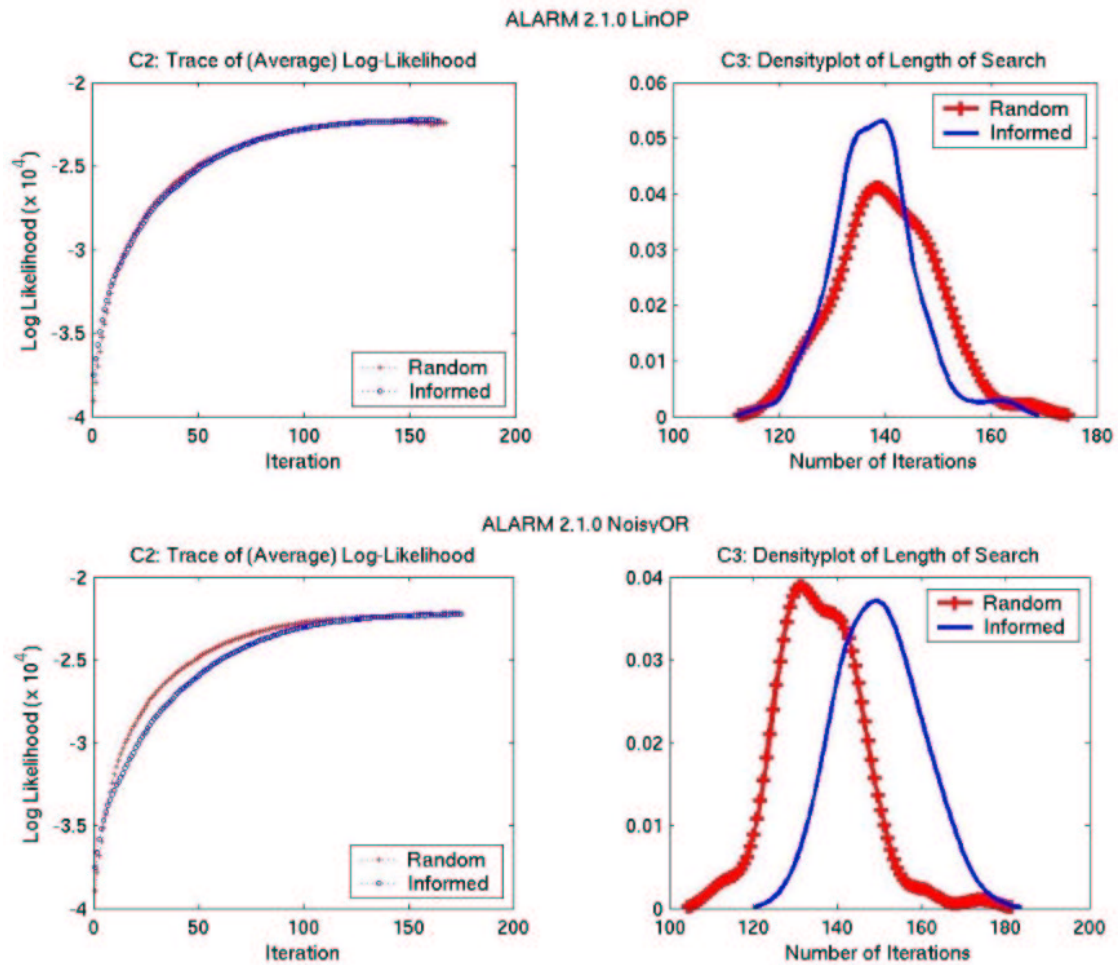 ALARM 2.1.0 LinOP
C2: Trace of (Average) Log-Likelihood
-2
-2.5
-3
-3.5
-4
Log Likelihood (x 10^4)
0 50 100 150 200
Iteration
Random
Informed
C3: Densityplot of Length of Search
0.06
0.05
0.04
0.03
0.02
0.01
0
100 120 140 160 180
Number of Iterations
Random
Informed
ALARM 2.1.0 NoisyOR
C2: Trace of (Average) Log-Likelihood
-2
-2.5
-3
-3.5
-4
Log Likelihood (x 10^4)
0 50 100 150 200
Iteration
Random
Informed
C3: Densityplot of Length of Search
0.04
0.03
0.02
0.01
0
100 120 140 160 180 200
Number of Iterations
Random
Informed